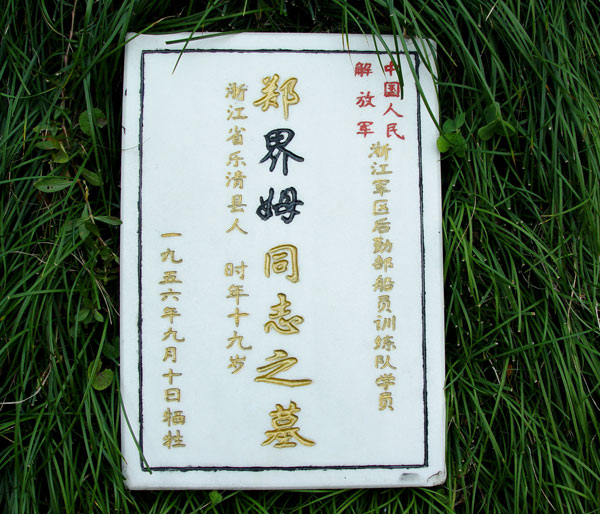 中国人民
解放军
浙江军区后勤部船员训练队学员
郑界姆同志之墓
浙江省乐清县人 时年十九岁
一九五六年九月十日牺牲